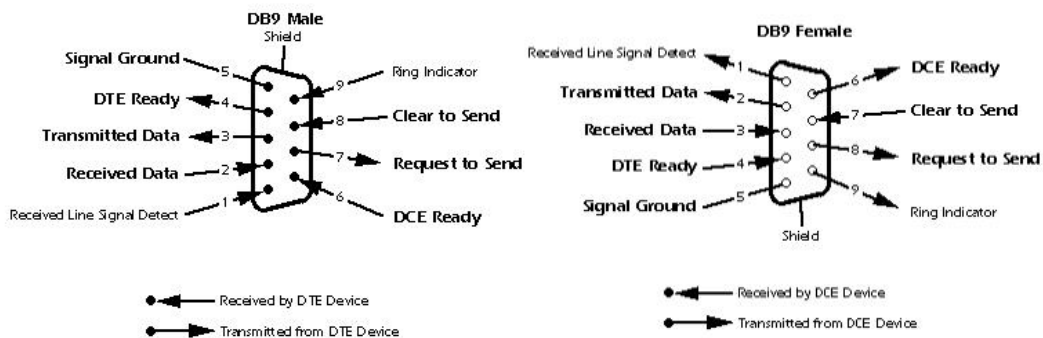 DB9 Male
Shield
Signal Ground
5
9
Ring Indicator
DTE Ready
4
8
Clear to Send
Transmitted Data
3
7
Request to Send
Received Data
2
6
DCE Ready
Received Line Signal Detect
1
Received by DTE Device
Transmitted from DTE Device
DB9 Female
Received Line Signal Detect
1
6
DCE Ready
Transmitted Data
2
7
Clear to Send
Received Data
3
8
Request to Send
DTE Ready
4
9
Ring Indicator
Signal Ground
5
Shield
Received by DCE Device
Transmitted from DCE Device